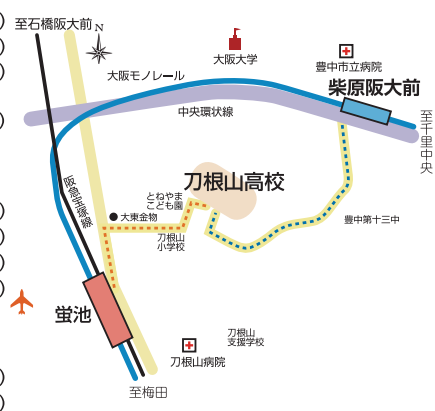 至石橋阪大前
N
大阪大学
豊中市立病院
大阪モノレール
柴原阪大前
中央環状線
至千里中央
刀根山高校
阪急宝塚線
とねやま
こども園
大東金物
豊中第十三中
刀根山
小学校
蛍池
刀根山
支援学校
刀根山病院
至梅田